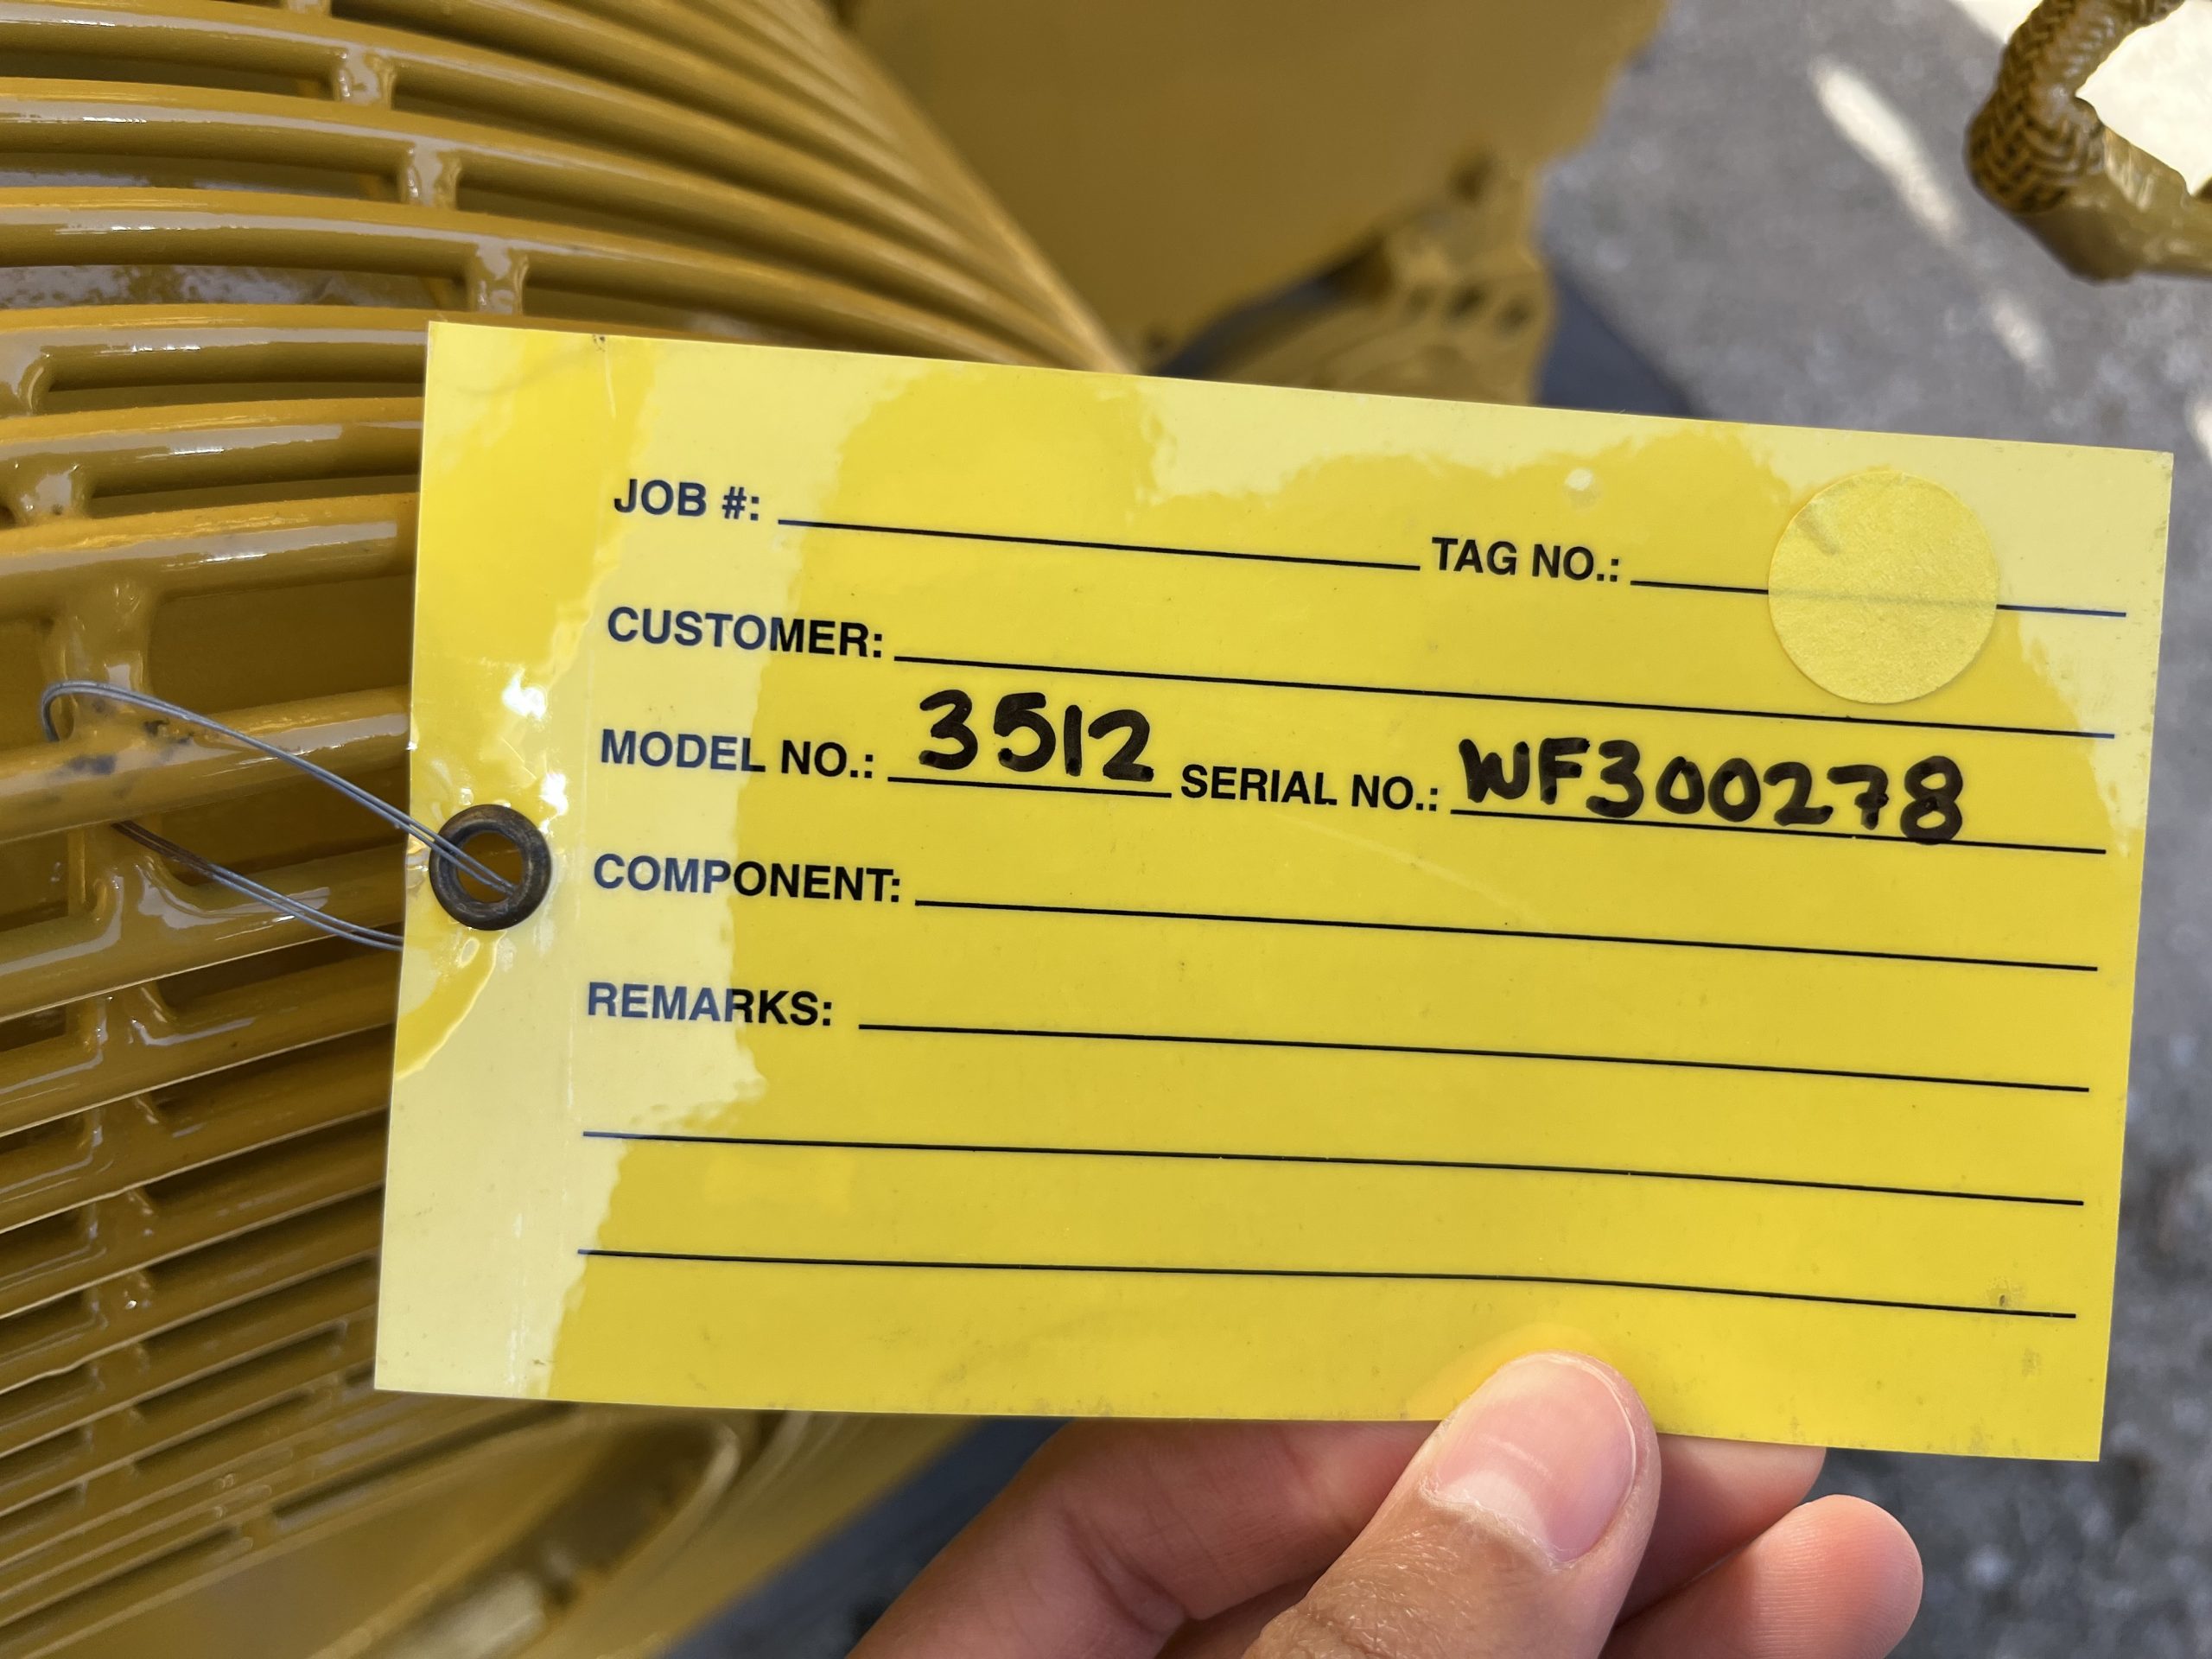 JOB #: TAG NO.:
CUSTOMER:
MODEL NO.: 3512 SERIAL NO.: WF300278
COMPONENT:
REMARKS: